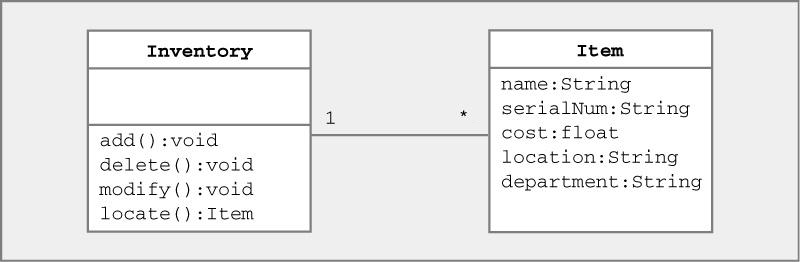 Inventory
add():void
delete():void
modify():void
locate():Item
1
*
Item
name:String
serialNum:String
cost:float
location:String
department:String